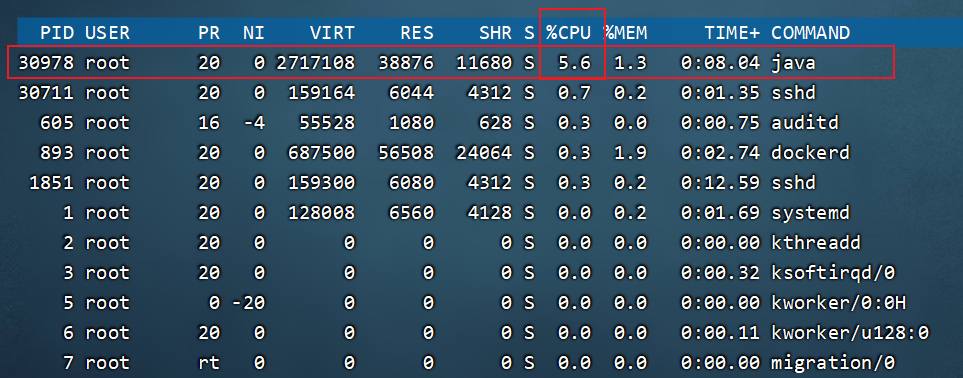 PID USER PR NI VIRT RES SHR S %CPU %MEM TIME+ COMMAND
30978 root 20 0 2717108 38876 11680 S 5.6 1.3 0:08.04 java
30711 root 20 0 159164 6044 4312 S 0.7 0.2 0:01.35 sshd
605 root 16 -4 55528 1080 628 S 0.3 0.0 0:00.75 auditd
893 root 20 0 687500 56508 24064 S 0.3 1.9 0:02.74 dockerd
1851 root 20 0 159300 6080 4312 S 0.3 0.2 0:12.59 sshd
1 root 20 0 128008 6560 4128 S 0.0 0.2 0:01.69 systemd
2 root 20 0 0 0 0 S 0.0 0.0 0:00.00 kthreadd
3 root 20 0 0 0 0 S 0.0 0.0 0:00.32 ksoftirqd/0
5 root 0 -20 0 0 0 S 0.0 0.0 0:00.00 kworker/0:0H
6 root 20 0 0 0 0 S 0.0 0.0 0:00.11 kworker/u128:0
7 root rt 0 0 0 0 S 0.0 0.0 0:00.00 migration/0